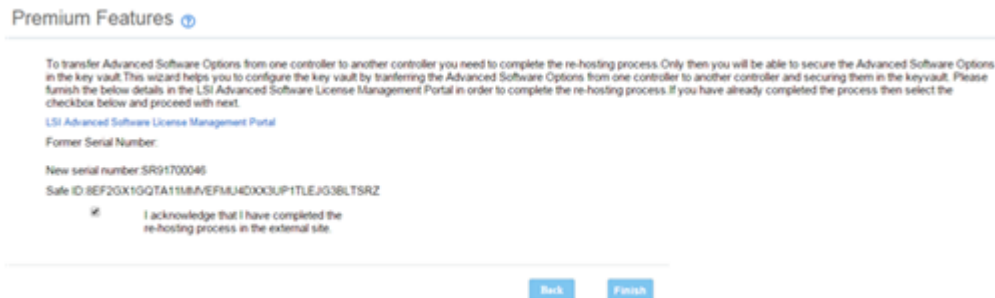 Premium Features
To transfer Advanced Software Options from one controller to another controller you need to complete the re-hosting process.Only then you will be able to secure the Advanced Software Options
in the key vault.This wizard helps you to configure the key vault by tranferring the Advanced Software Options from one controller to another controller and securing them in the keyvault. Please
furnish the below details in the LSI Advanced Software License Management Portal in order to complete the re-hosting process.If you have already completed the process then select the
checkbox below and proceed with next.
LSI Advanced Software License Management Portal
Former Serial Number:
New serial number:SR91700046
Safe ID:8EF2GX1GQTA11MMVEFMU4DXX3UP1TLEJG3BLTSRZ
I acknowledge that I have completed the
re-hosting process in the external site.
Back Finish